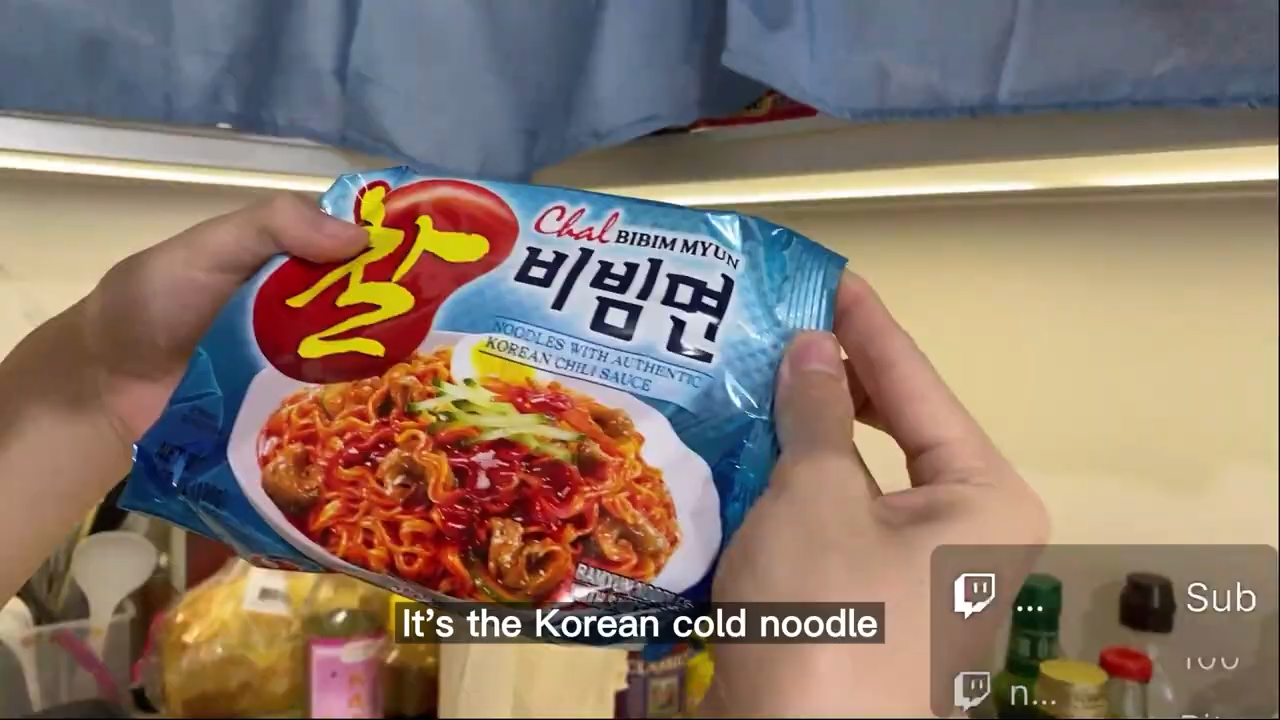 찰
Chal BIBIM MYUN
비빔면
NOODLES WITH AUTHENTIC
KOREAN CHILI SAUCE
It's the Korean cold noodle
... Sub
n...